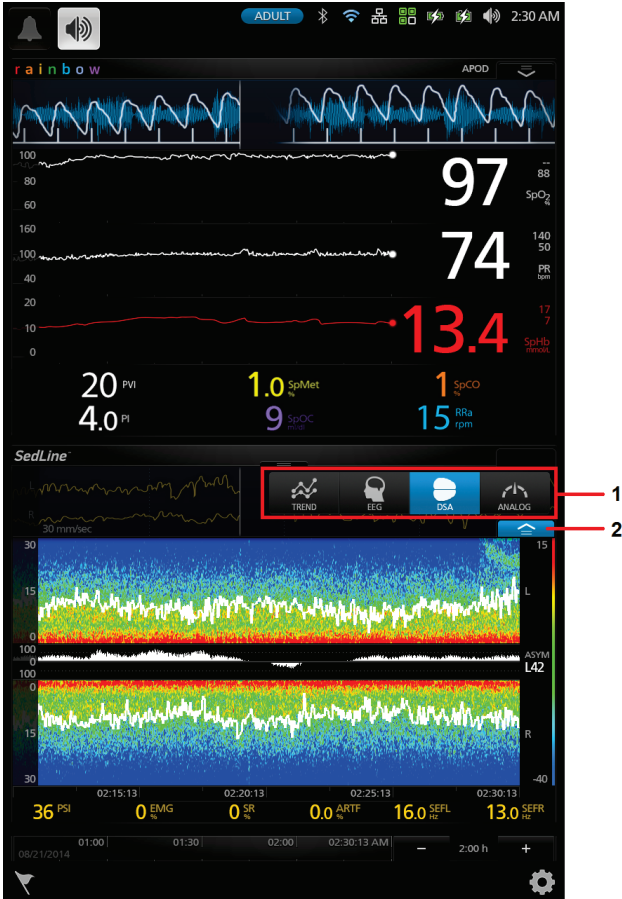 ADULT 2:30 AM
rainbow APOD
100
80
60
97
--
88
SpO2
%
160
100
40
74
140
50
PR
bpm
20
10
0
13.4
17
7
SpHb
mmol/L
20 PVI 1.0 SpMet % 1 SpCO %
4.0 PI 9 SpOC ml/dl 15 RRa rpm
SedLine
L
R
30 mm/sec
TREND EEG DSA ANALOG
1
2
30
15
0
15
L
100
0
100
ASYM
L42
0
15
30
R
-40
02:15:13 02:20:13 02:25:13 02:30:13
36 PSI 0 EMG % 0 SR % 0.0 ARTF % 16.0 SEFL Hz 13.0 SEFR Hz
01:00 01:30 02:00 02:30:13 AM
08/21/2014
− 2:00 h +